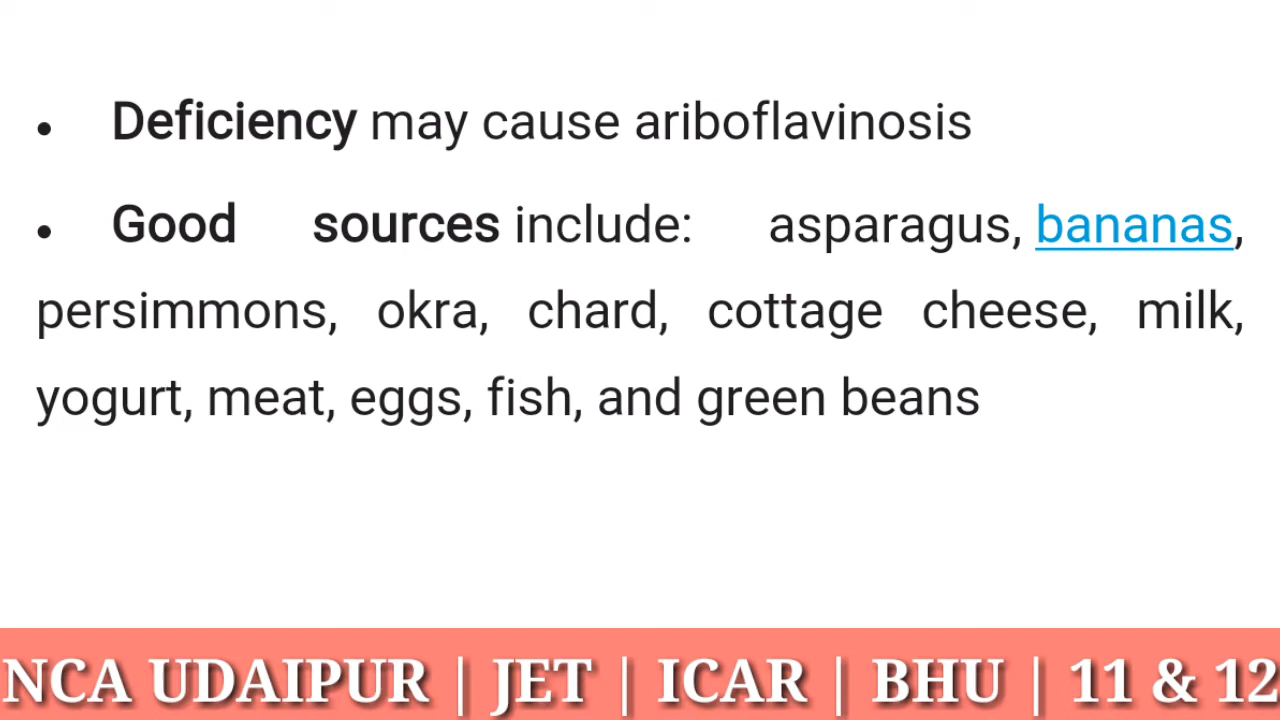 • Deficiency may cause ariboflavinosis
• Good sources include: asparagus, bananas,
persimmons, okra, chard, cottage cheese, milk,
yogurt, meat, eggs, fish, and green beans
NCA UDAIPUR | JET | ICAR | BHU | 11 & 12